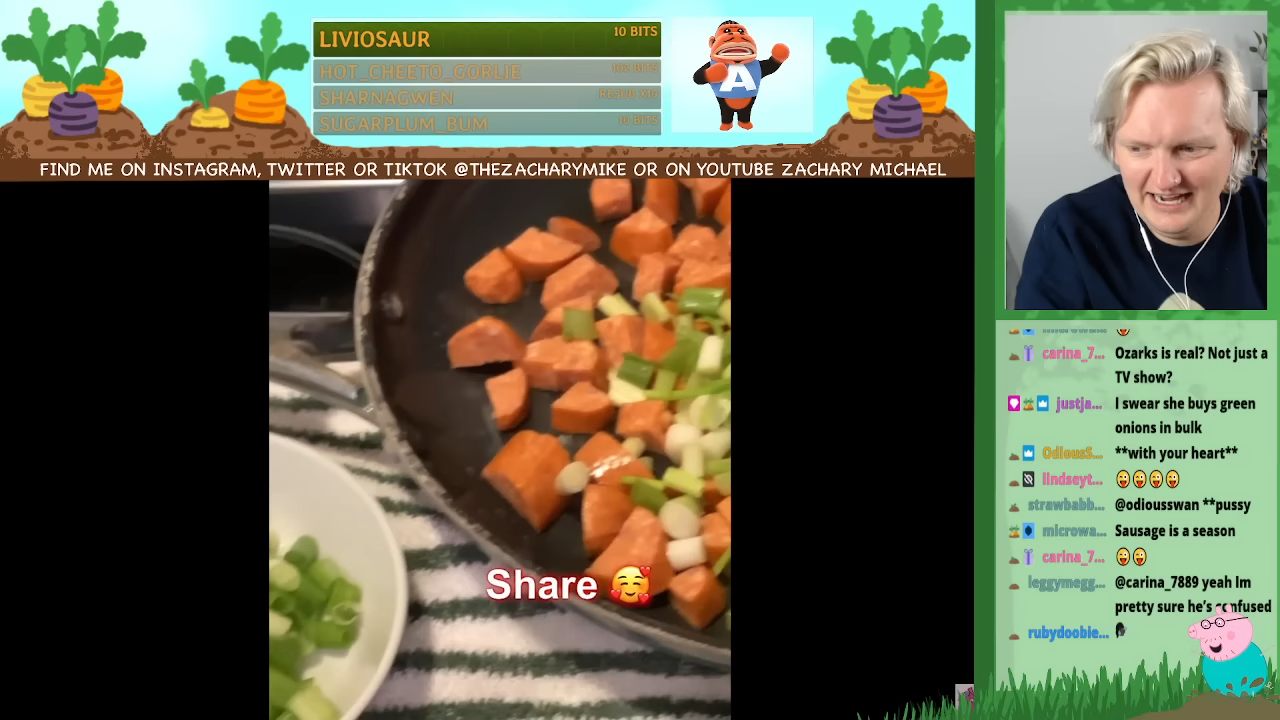 LIVIOSAUR
10 BITS
HOT_CHEETO_GORLIE
SHARNAGWEN
SUGARPLUM_BUM
A
FIND ME ON INSTAGRAM, TWITTER OR TIKTOK @THEZACHARYMIKE OR ON YOUTUBE ZACHARY MICHAEL
Share 🥰
carina_7... Ozarks is real? Not just a
TV show?
justja... I swear she buys green
onions in bulk
OdiousS... **with your heart**
lindseyt... 😜😜😜😜
strawbabb... @odiousswan **pussy
microwa... Sausage is a season
carina_7... 😜😜
leggymegg... @carina_7889 yeah Im
pretty sure he's confused
rubydoobie...